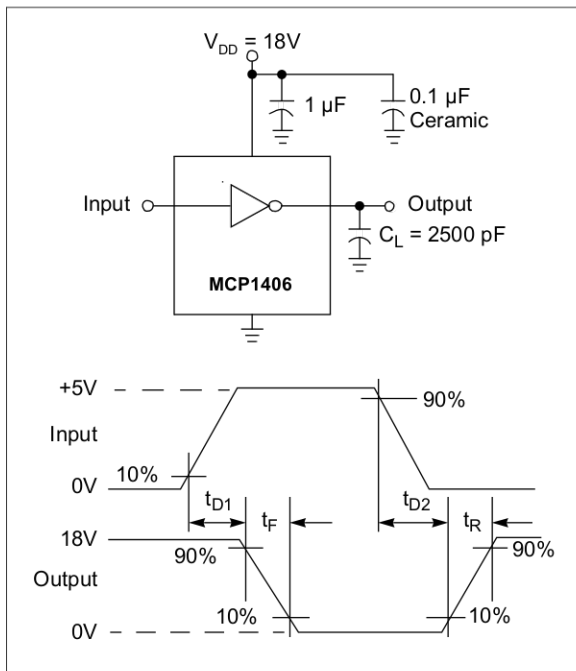 V_DD = 18V
1 µF
0.1 µF
Ceramic
Input
Output
C_L = 2500 pF
MCP1406
+5V
90%
Input
10%
0V
t_D1
t_F
t_D2
t_R
18V
90%
90%
Output
10%
10%
0V